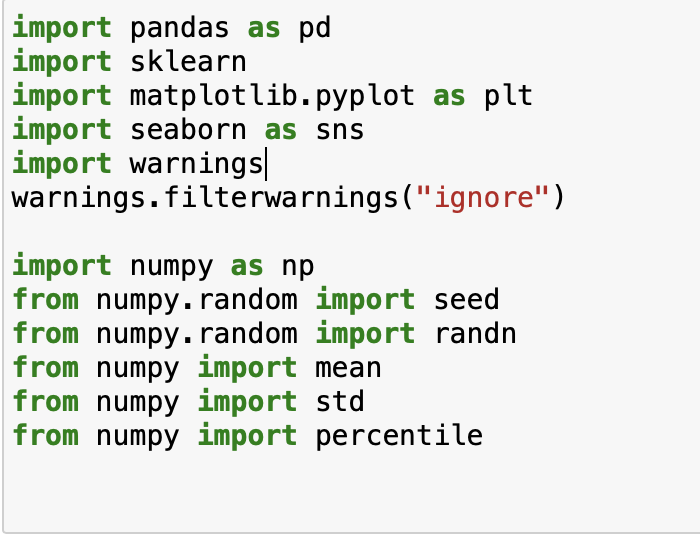 import pandas as pd
import sklearn
import matplotlib.pyplot as plt
import seaborn as sns
import warnings
warnings.filterwarnings("ignore")
import numpy as np
from numpy.random import seed
from numpy.random import randn
from numpy import mean
from numpy import std
from numpy import percentile